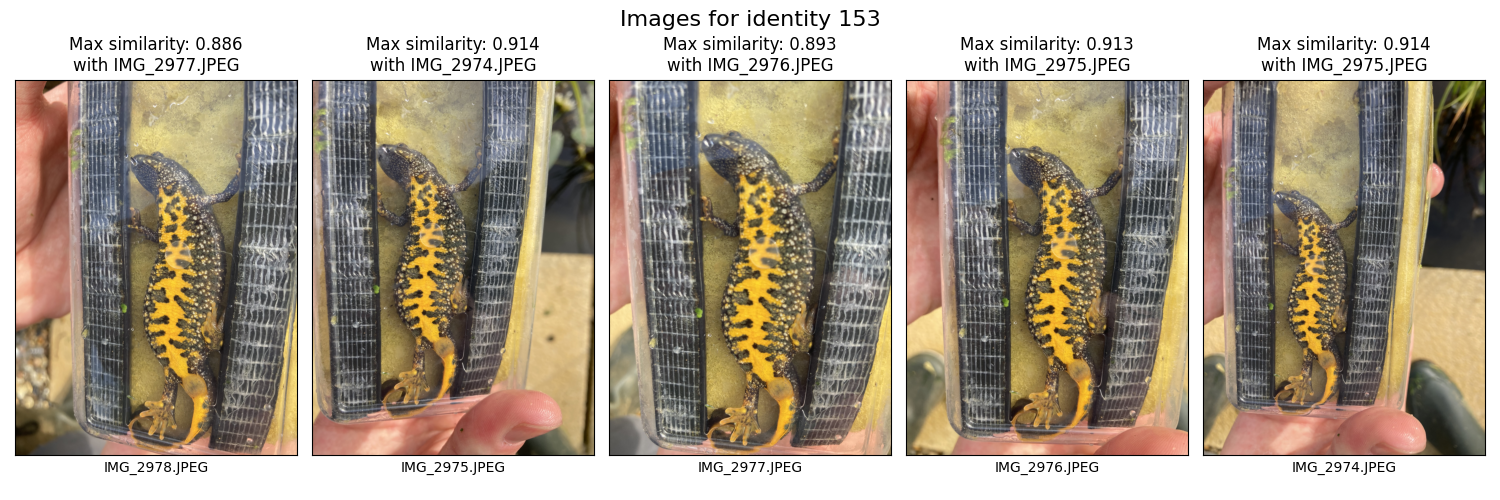 Images for identity 153
Max similarity: 0.886
with IMG_2977.JPEG
Max similarity: 0.914
with IMG_2974.JPEG
Max similarity: 0.893
with IMG_2976.JPEG
Max similarity: 0.913
with IMG_2975.JPEG
Max similarity: 0.914
with IMG_2975.JPEG
IMG_2978.JPEG
IMG_2975.JPEG
IMG_2977.JPEG
IMG_2976.JPEG
IMG_2974.JPEG